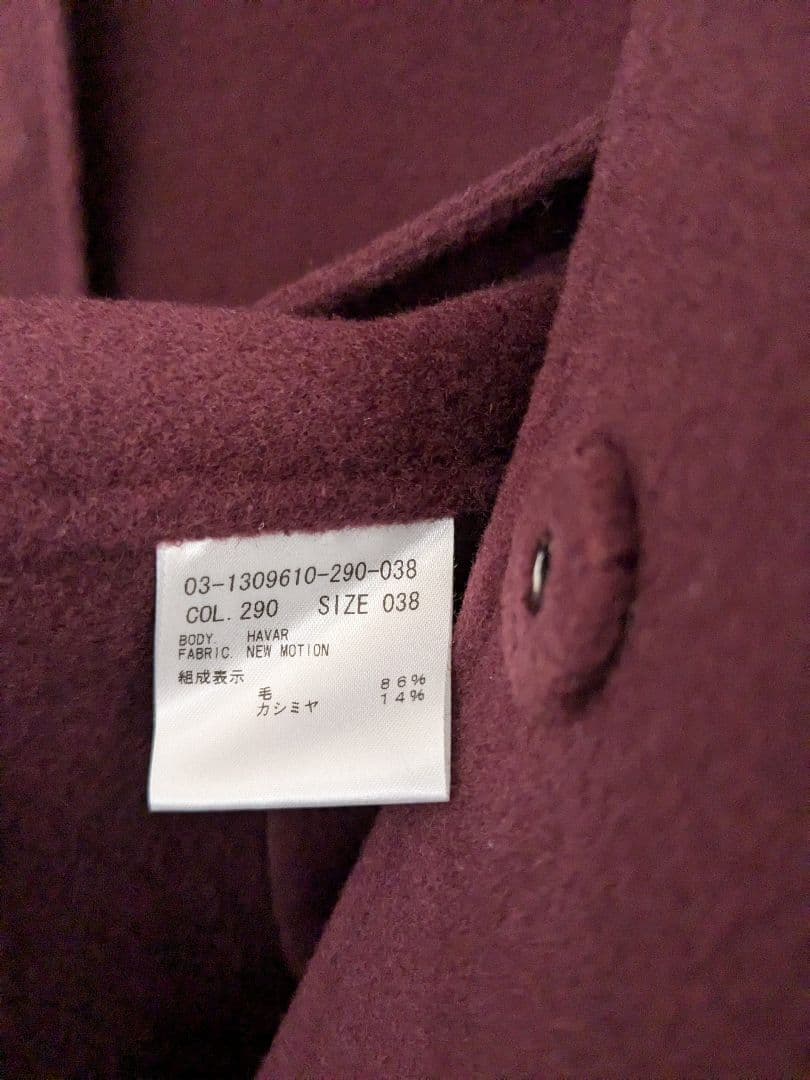 03-1309610-290-038
COL. 290 SIZE 038
BODY. HAVAR
FABRIC. NEW MOTION
組成表示
毛 86%
カシミヤ 14%